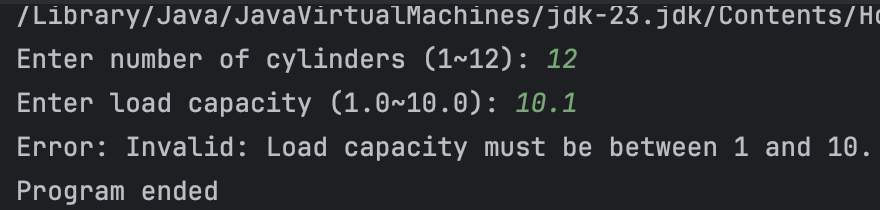 /Library/Java/JavaVirtualMachines/jdk-23.jdk/Contents/Ho
Enter number of cylinders (1~12): 12
Enter load capacity (1.0~10.0): 10.1
Error: Invalid: Load capacity must be between 1 and 10.
Program ended